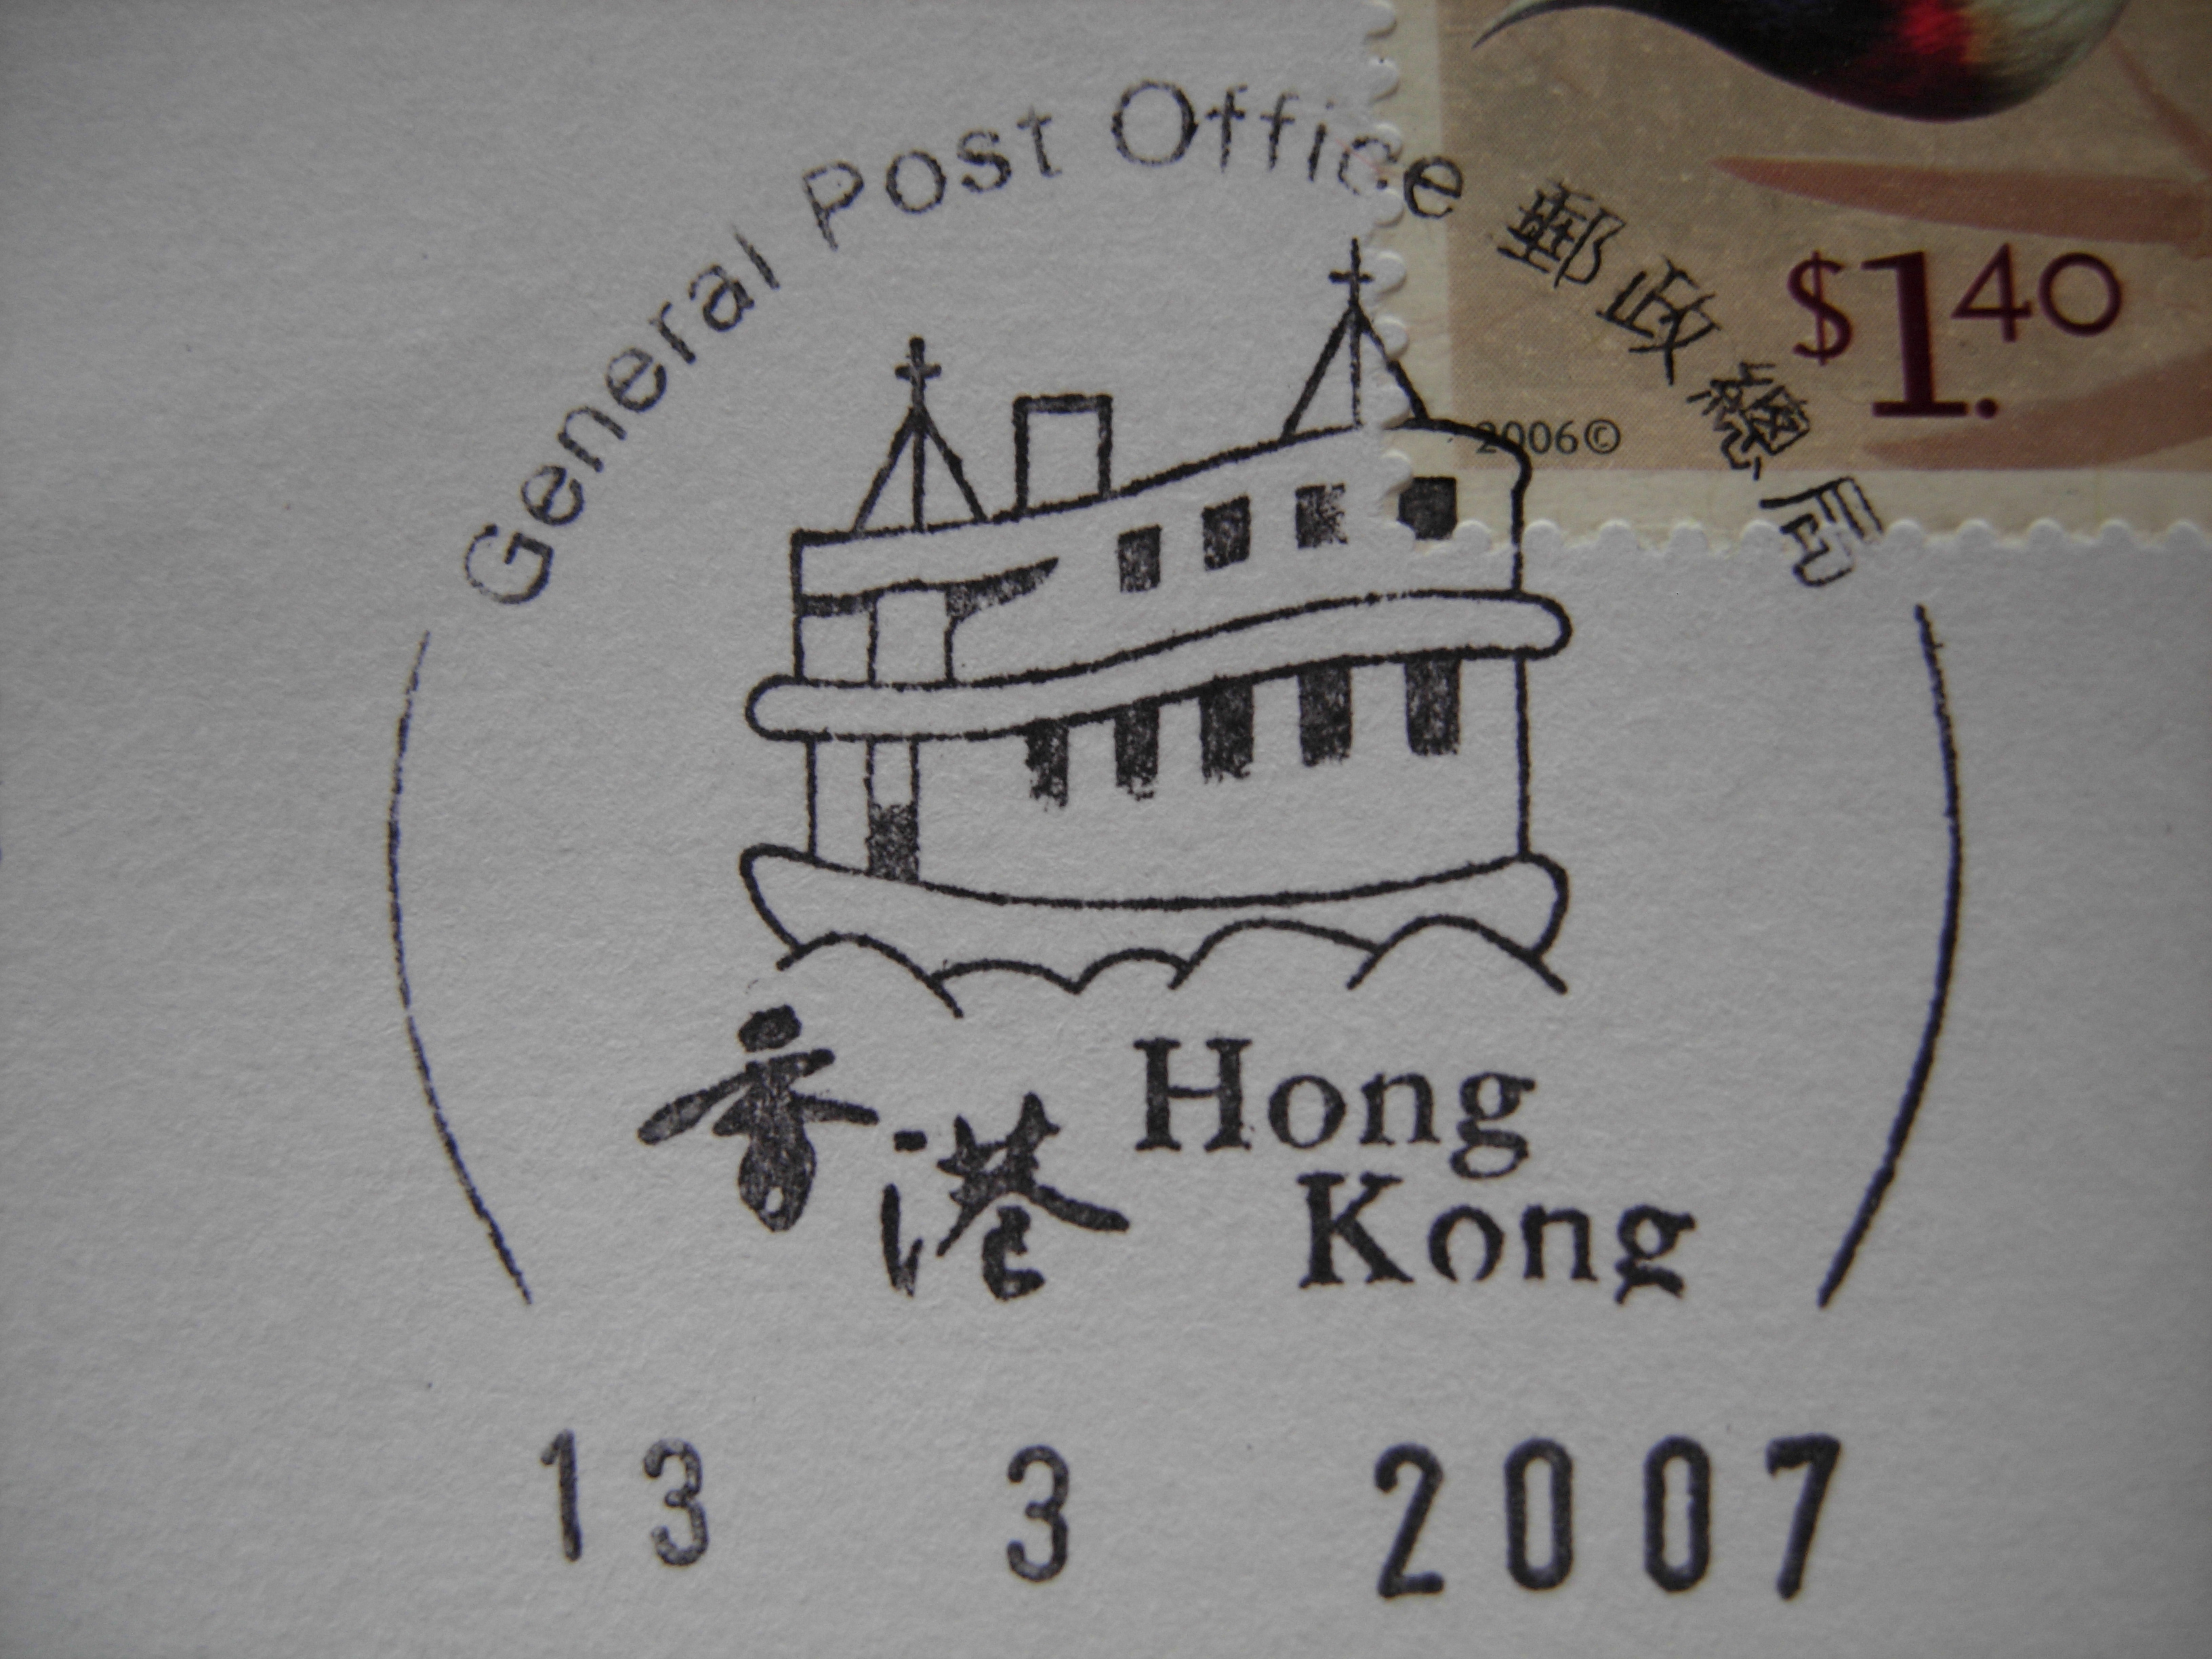 General Post Office 郵政總局
$1.40
2006©
香港 Hong
Kong
13 3 2007